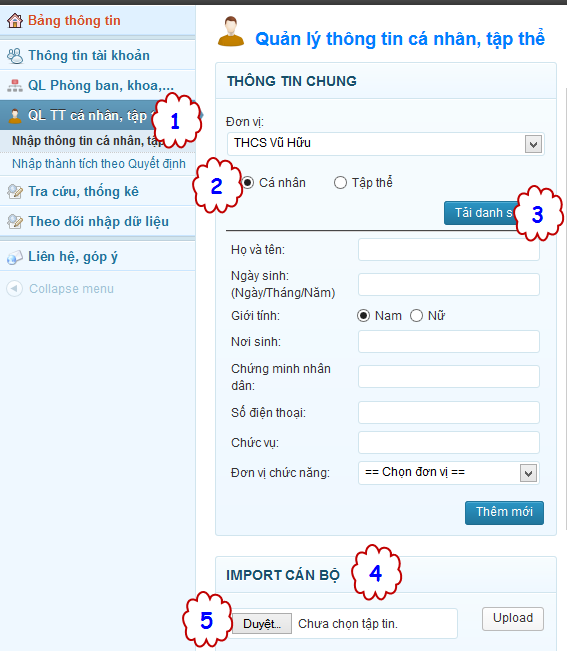 Bảng thông tin
Thông tin tài khoản
QL Phòng ban, khoa,...
QL TT cá nhân, tập
1
Nhập thông tin cá nhân, tập
Nhập thành tích theo Quyết định
Tra cứu, thống kê
Theo dõi nhập dữ liệu
Liên hệ, góp ý
Collapse menu
Quản lý thông tin cá nhân, tập thể
THÔNG TIN CHUNG
Đơn vị:
THCS Vũ Hữu
2
Cá nhân Tập thể
Tải danh s
3
Họ và tên:
Ngày sinh:
(Ngày/Tháng/Năm)
Giới tính: Nam Nữ
Nơi sinh:
Chứng minh nhân
dân:
Số điện thoại:
Chức vụ:
Đơn vị chức năng: == Chọn đơn vị ==
Thêm mới
IMPORT CÁN BỘ 4
5 Duyệt... Chưa chọn tập tin. Upload